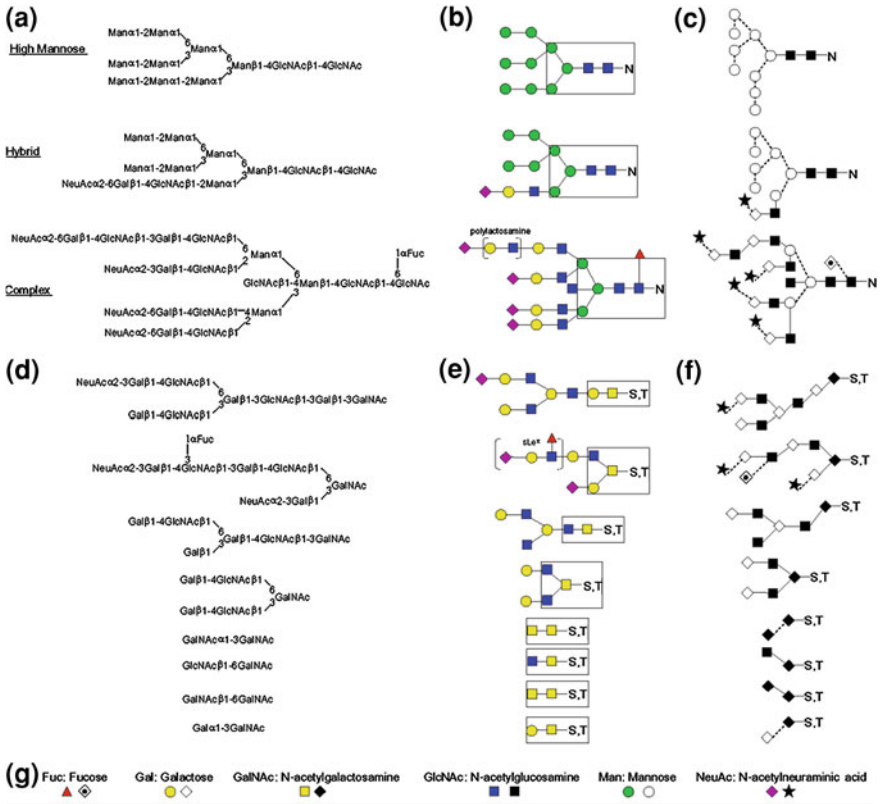 (a)
High Mannose
Manα1-2Manα1
6
Manα1
3
Manα1-2Manα1
6
Manβ1-4GlcNAcβ1-4GlcNAc
3
Manα1-2Manα1-2Manα1
Hybrid
Manα1-2Manα1
6
Manα1
3
Manα1-2Manα1
6
Manβ1-4GlcNAcβ1-4GlcNAc
3
NeuAcα2-6Galβ1-4GlcNAcβ1-2Manα1
Complex
NeuAcα2-6Galβ1-4GlcNAcβ1-3Galβ1-4GlcNAcβ1
6
Manα1
2
NeuAcα2-3Galβ1-4GlcNAcβ1
1αFuc
6
6
GlcNAcβ1-4Manβ1-4GlcNAcβ1-4GlcNAc
3
NeuAcα2-6Galβ1-4GlcNAcβ1-4Manα1
2
NeuAcα2-6Galβ1-4GlcNAcβ1
(b)
N
N
polylactosamine
N
(c)
N
N
N
(d)
NeuAcα2-3Galβ1-4GlcNAcβ1
6
Galβ1-3GlcNAcβ1-3Galβ1-3GalNAc
3
Galβ1-4GlcNAcβ1
1αFuc
3
NeuAcα2-3Galβ1-4GlcNAcβ1-3Galβ1-4GlcNAcβ1
6
GalNAc
3
NeuAcα2-3Galβ1
Galβ1-4GlcNAcβ1
6
Galβ1-4GlcNAcβ1-3GalNAc
3
Galβ1
Galβ1-4GlcNAcβ1
6
GalNAc
3
Galβ1-4GlcNAcβ1
GalNAcα1-3GalNAc
GlcNAcβ1-6GalNAc
GalNAcβ1-6GalNAc
Galα1-3GalNAc
(e)
S,T
sLeˣ
S,T
S,T
S,T
S,T
S,T
S,T
S,T
(f)
S,T
S,T
S,T
S,T
S,T
S,T
S,T
S,T
(g)
Fuc: Fucose
Gal: Galactose
GalNAc: N-acetylgalactosamine
GlcNAc: N-acetylglucosamine
Man: Mannose
NeuAc: N-acetylneuraminic acid